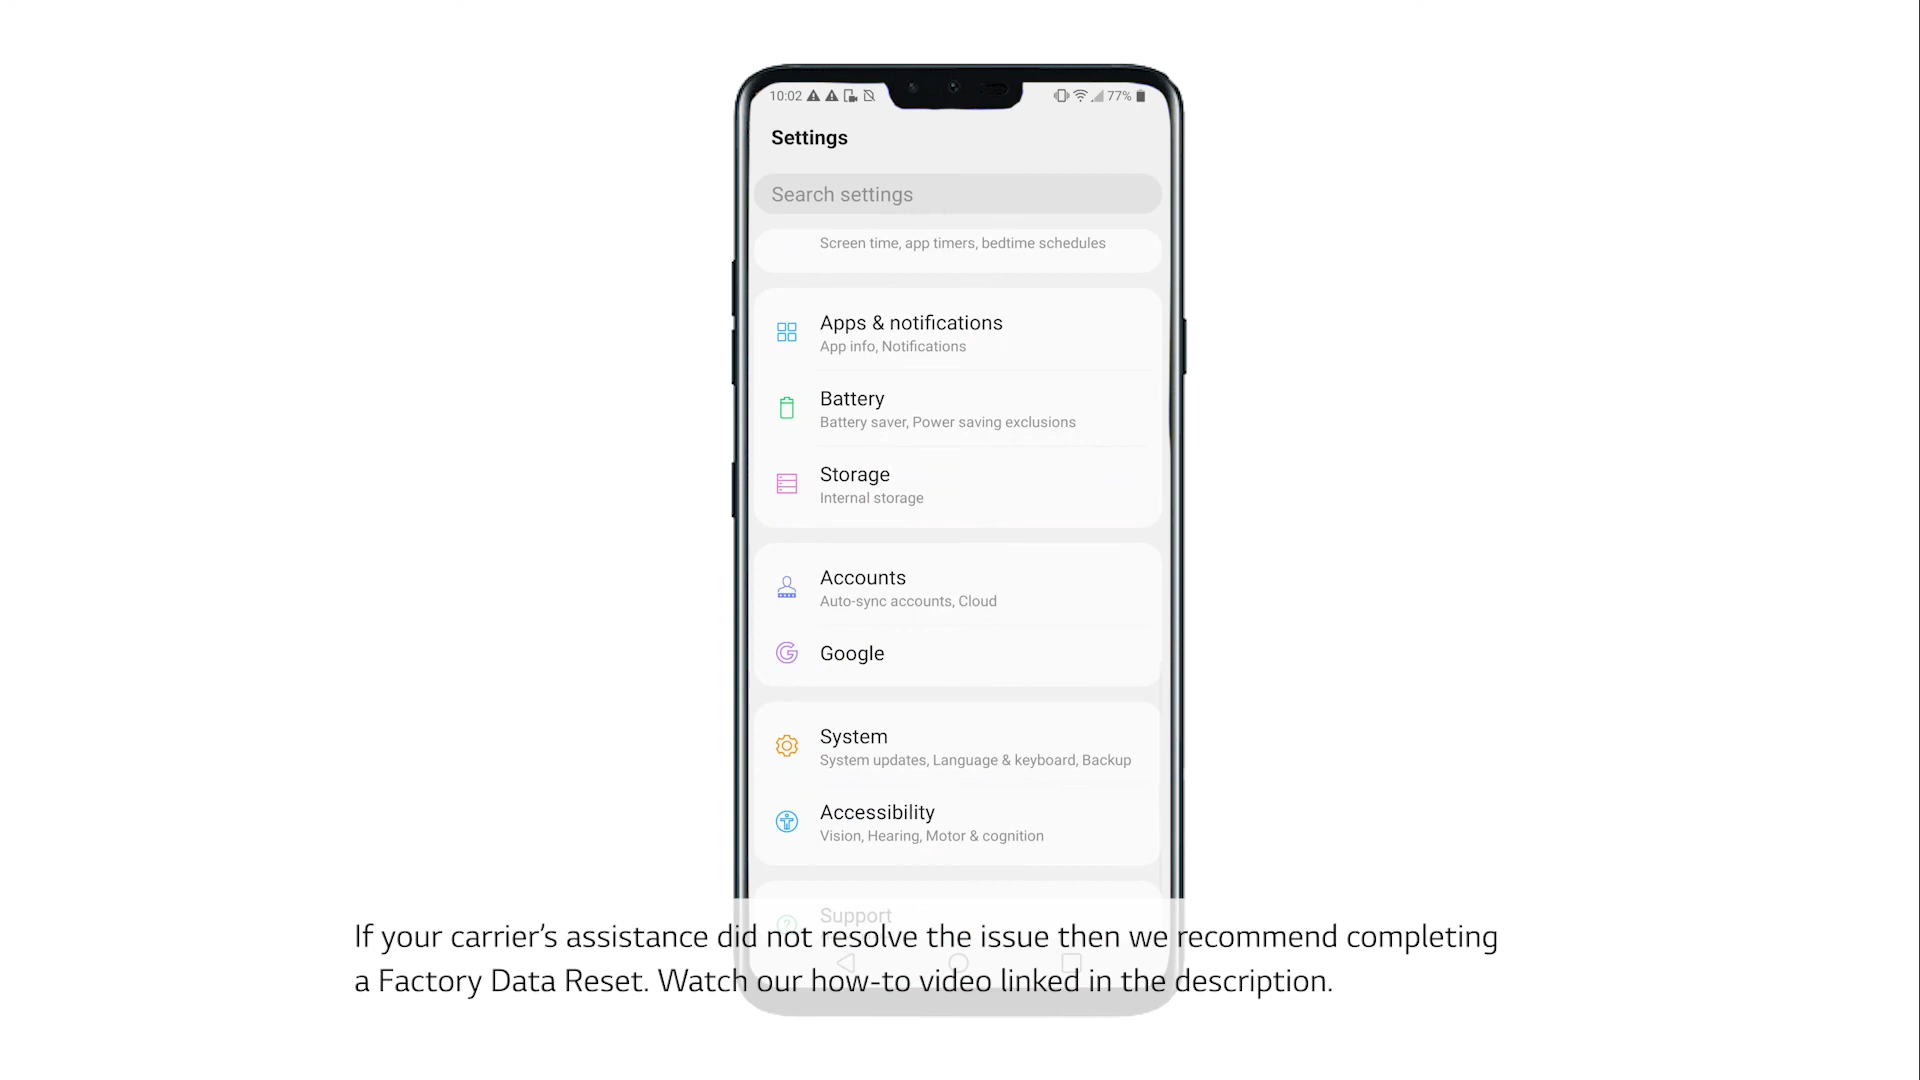 10:02
77%
Settings
Search settings
Screen time, app timers, bedtime schedules
Apps & notifications
App info, Notifications
Battery
Battery saver, Power saving exclusions
Storage
Internal storage
Accounts
Auto-sync accounts, Cloud
Google
System
System updates, Language & keyboard, Backup
Accessibility
Vision, Hearing, Motor & cognition
Support
If your carrier's assistance did not resolve the issue then we recommend completing
a Factory Data Reset. Watch our how-to video linked in the description.